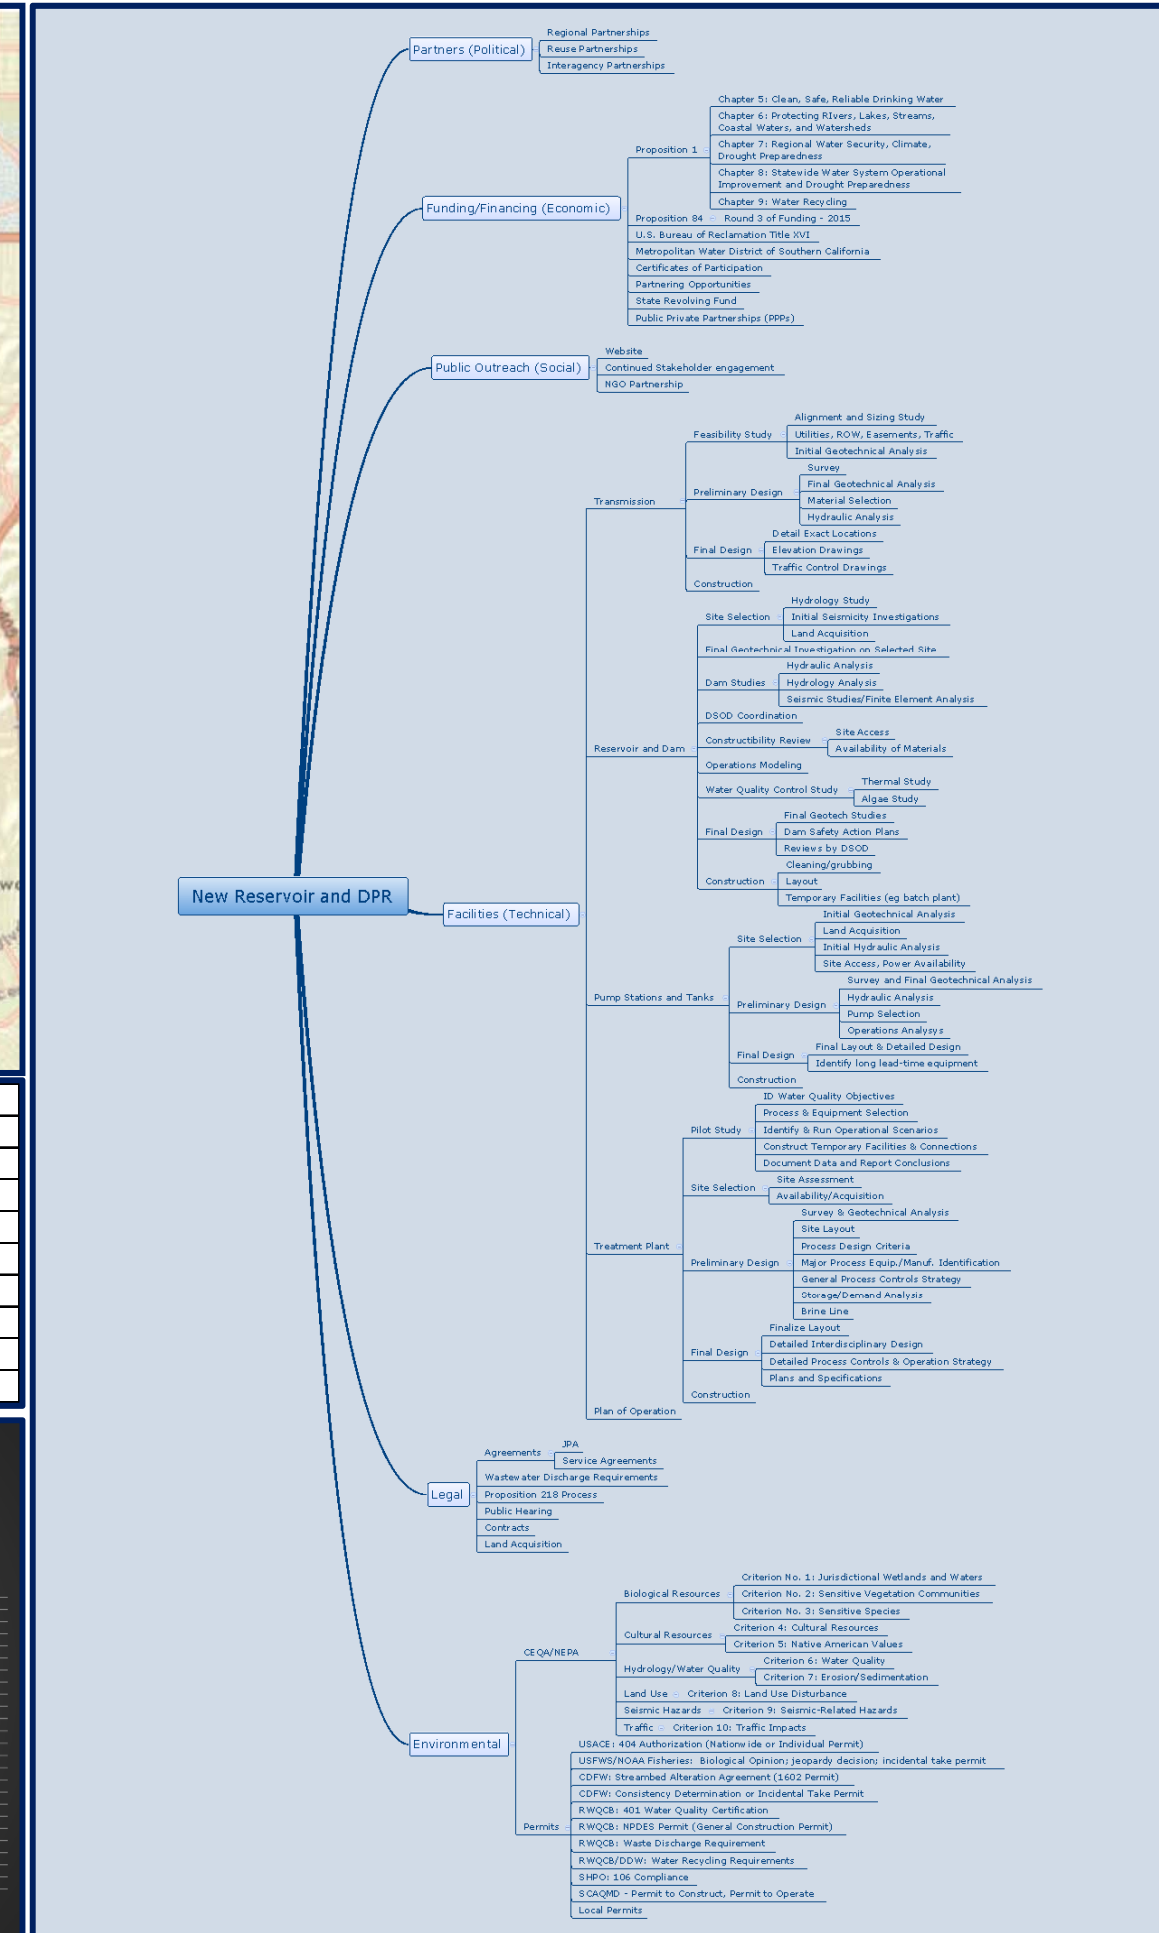 Partners (Political)
Regional Partnerships
Reuse Partnerships
Interagency Partnerships
Funding/Financing (Economic)
Proposition 1
Chapter 5: Clean, Safe, Reliable Drinking Water
Chapter 6: Protecting RIvers, Lakes, Streams,
Coastal Waters, and Watersheds
Chapter 7: Regional Water Security, Climate,
Drought Preparedness
Chapter 8: Statewide Water System Operational
Improvement and Drought Preparedness
Chapter 9: Water Recycling
Proposition 84
Round 3 of Funding - 2015
U.S. Bureau of Reclamation Title XVI
Metropolitan Water District of Southern California
Certificates of Participation
Partnering Opportunities
State Revolving Fund
Public Private Partnerships (PPPs)
Public Outreach (Social)
Website
Continued Stakeholder engagement
NGO Partnership
New Reservoir and DPR
Facilities (Technical)
Transmission
Feasibility Study
Alignment and Sizing Study
Utilities, ROW, Easements, Traffic
Initial Geotechnical Analysis
Preliminary Design
Survey
Final Geotechnical Analysis
Material Selection
Hydraulic Analysis
Final Design
Detail Exact Locations
Elevation Drawings
Traffic Control Drawings
Construction
Reservoir and Dam
Site Selection
Hydrology Study
Initial Seismicity Investigations
Land Acquisition
Final Geotechnical Investigation on Selected Site
Dam Studies
Hydraulic Analysis
Hydrology Analysis
Seismic Studies/Finite Element Analysis
DSOD Coordination
Constructibility Review
Site Access
Availability of Materials
Operations Modeling
Water Quality Control Study
Thermal Study
Algae Study
Final Design
Final Geotech Studies
Dam Safety Action Plans
Reviews by DSOD
Construction
Cleaning/grubbing
Layout
Temporary Facilities (eg batch plant)
Pump Stations and Tanks
Site Selection
Initial Geotechnical Analysis
Land Acquisition
Initial Hydraulic Analysis
Site Access, Power Availability
Preliminary Design
Survey and Final Geotechnical Analysis
Hydraulic Analysis
Pump Selection
Operations Analysys
Final Design
Final Layout & Detailed Design
Identify long lead-time equipment
Construction
Treatment Plant
Pilot Study
ID Water Quality Objectives
Process & Equipment Selection
Identify & Run Operational Scenarios
Construct Temporary Facilities & Connections
Document Data and Report Conclusions
Site Selection
Site Assessment
Availability/Acquisition
Preliminary Design
Survey & Geotechnical Analysis
Site Layout
Process Design Criteria
Major Process Equip./Manuf. Identification
General Process Controls Strategy
Storage/Demand Analysis
Brine Line
Final Design
Finalize Layout
Detailed Interdisciplinary Design
Detailed Process Controls & Operation Strategy
Plans and Specifications
Construction
Plan of Operation
Legal
Agreements
JPA
Service Agreements
Wastewater Discharge Requirements
Proposition 218 Process
Public Hearing
Contracts
Land Acquisition
Environmental
CEQA/NEPA
Biological Resources
Criterion No. 1: Jurisdictional Wetlands and Waters
Criterion No. 2: Sensitive Vegetation Communities
Criterion No. 3: Sensitive Species
Cultural Resources
Criterion 4: Cultural Resources
Criterion 5: Native American Values
Hydrology/Water Quality
Criterion 6: Water Quality
Criterion 7: Erosion/Sedimentation
Land Use
Criterion 8: Land Use Disturbance
Seismic Hazards
Criterion 9: Seismic-Related Hazards
Traffic
Criterion 10: Traffic Impacts
Permits
USACE: 404 Authorization (Nationwide or Individual Permit)
USFWS/NOAA Fisheries: Biological Opinion; jeopardy decision; incidental take permit
CDFW: Streambed Alteration Agreement (1602 Permit)
CDFW: Consistency Determination or Incidental Take Permit
RWQCB: 401 Water Quality Certification
RWQCB: NPDES Permit (General Construction Permit)
RWQCB: Waste Discharge Requirement
RWQCB/DDW: Water Recycling Requirements
SHPO: 106 Compliance
SCAQMD - Permit to Construct, Permit to Operate
Local Permits